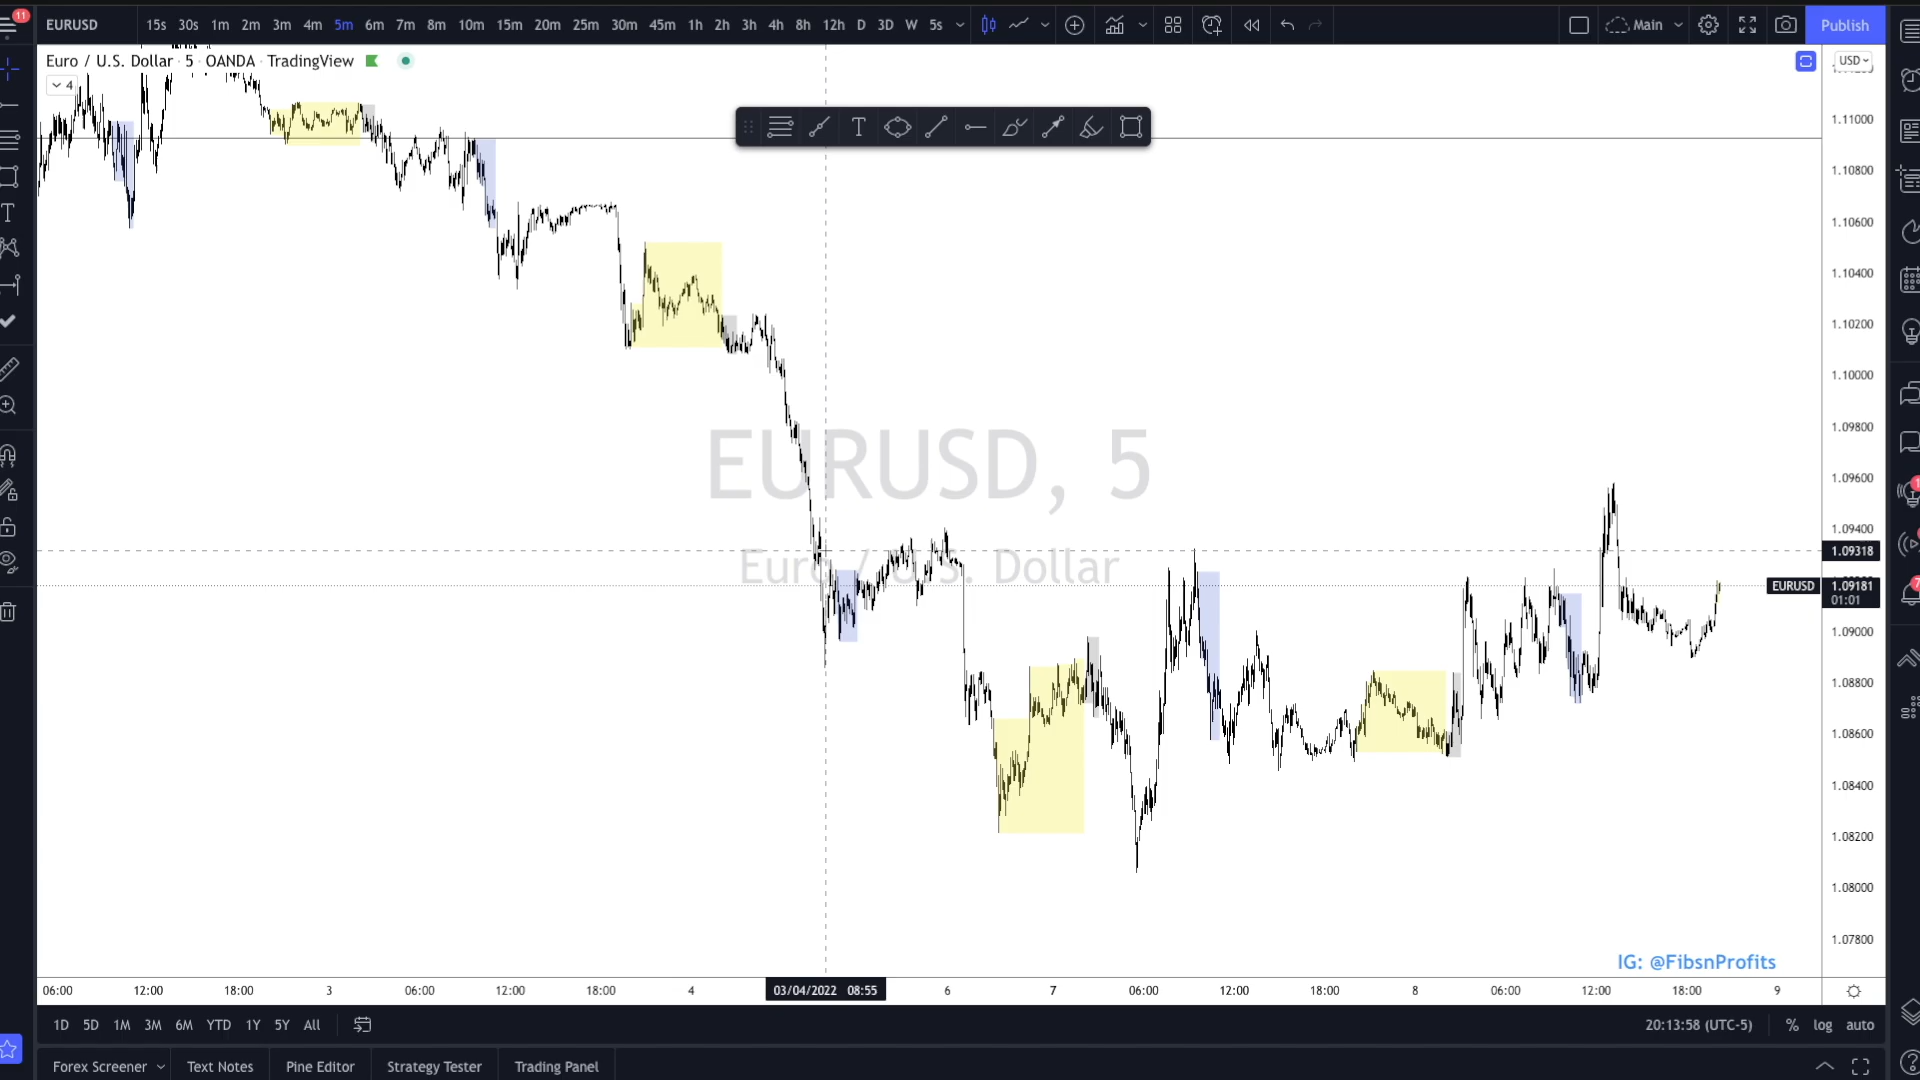 11
EURUSD 15s 30s 1m 2m 3m 4m 5m 6m 7m 8m 10m 15m 20m 25m 30m 45m 1h 2h 3h 4h 8h 12h D 3D W 5s Main Publish
Euro / U.S. Dollar · 5 · OANDA · TradingView
USD
4
1.11000
1.10800
1.10600
1.10400
1.10200
1.10000
1.09800
EURUSD, 5
1.09600
1.09400
1.09318
Euro / U.S. Dollar
EURUSD 1.09181
01:01
1.09000
1.08800
1.08600
1.08400
1.08200
1.08000
1.07800
IG: @FibsnProfits
06:00 12:00 18:00 3 06:00 12:00 18:00 4 03/04/2022 08:55 6 7 06:00 12:00 18:00 8 06:00 12:00 18:00 9
1D 5D 1M 3M 6M YTD 1Y 5Y All 20:13:58 (UTC-5) % log auto
Forex Screener Text Notes Pine Editor Strategy Tester Trading Panel